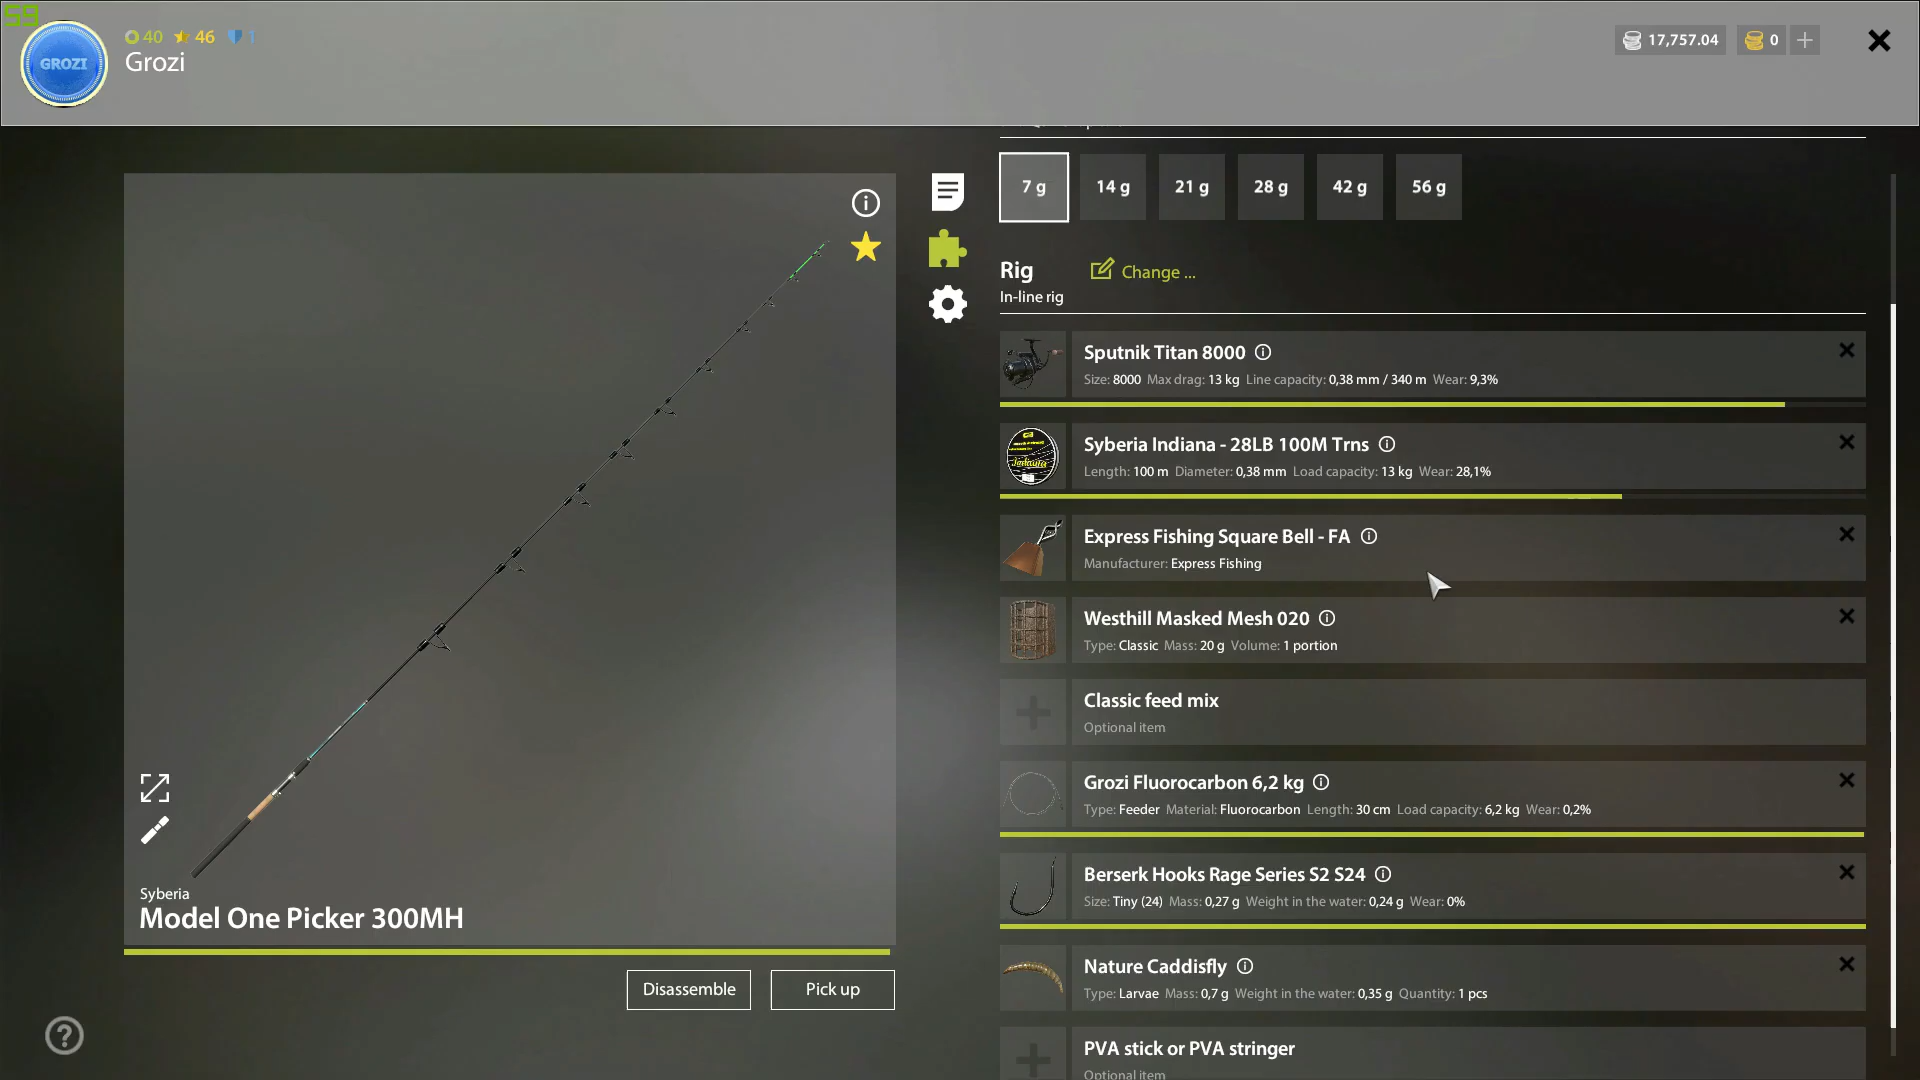 59
40 46 1
GROZI
Grozi
17,757.04 0
7 g 14 g 21 g 28 g 42 g 56 g
Rig Change ...
In-line rig
Sputnik Titan 8000
Size: 8000 Max drag: 13 kg Line capacity: 0,38 mm / 340 m Wear: 9,3%
Syberia Indiana - 28LB 100M Trns
Length: 100 m Diameter: 0,38 mm Load capacity: 13 kg Wear: 28,1%
Express Fishing Square Bell - FA
Manufacturer: Express Fishing
Westhill Masked Mesh 020
Type: Classic Mass: 20 g Volume: 1 portion
Classic feed mix
Optional item
Grozi Fluorocarbon 6,2 kg
Type: Feeder Material: Fluorocarbon Length: 30 cm Load capacity: 6,2 kg Wear: 0,2%
Berserk Hooks Rage Series S2 S24
Size: Tiny (24) Mass: 0,27 g Weight in the water: 0,24 g Wear: 0%
Nature Caddisfly
Type: Larvae Mass: 0,7 g Weight in the water: 0,35 g Quantity: 1 pcs
PVA stick or PVA stringer
Optional item
Syberia
Model One Picker 300MH
Disassemble Pick up